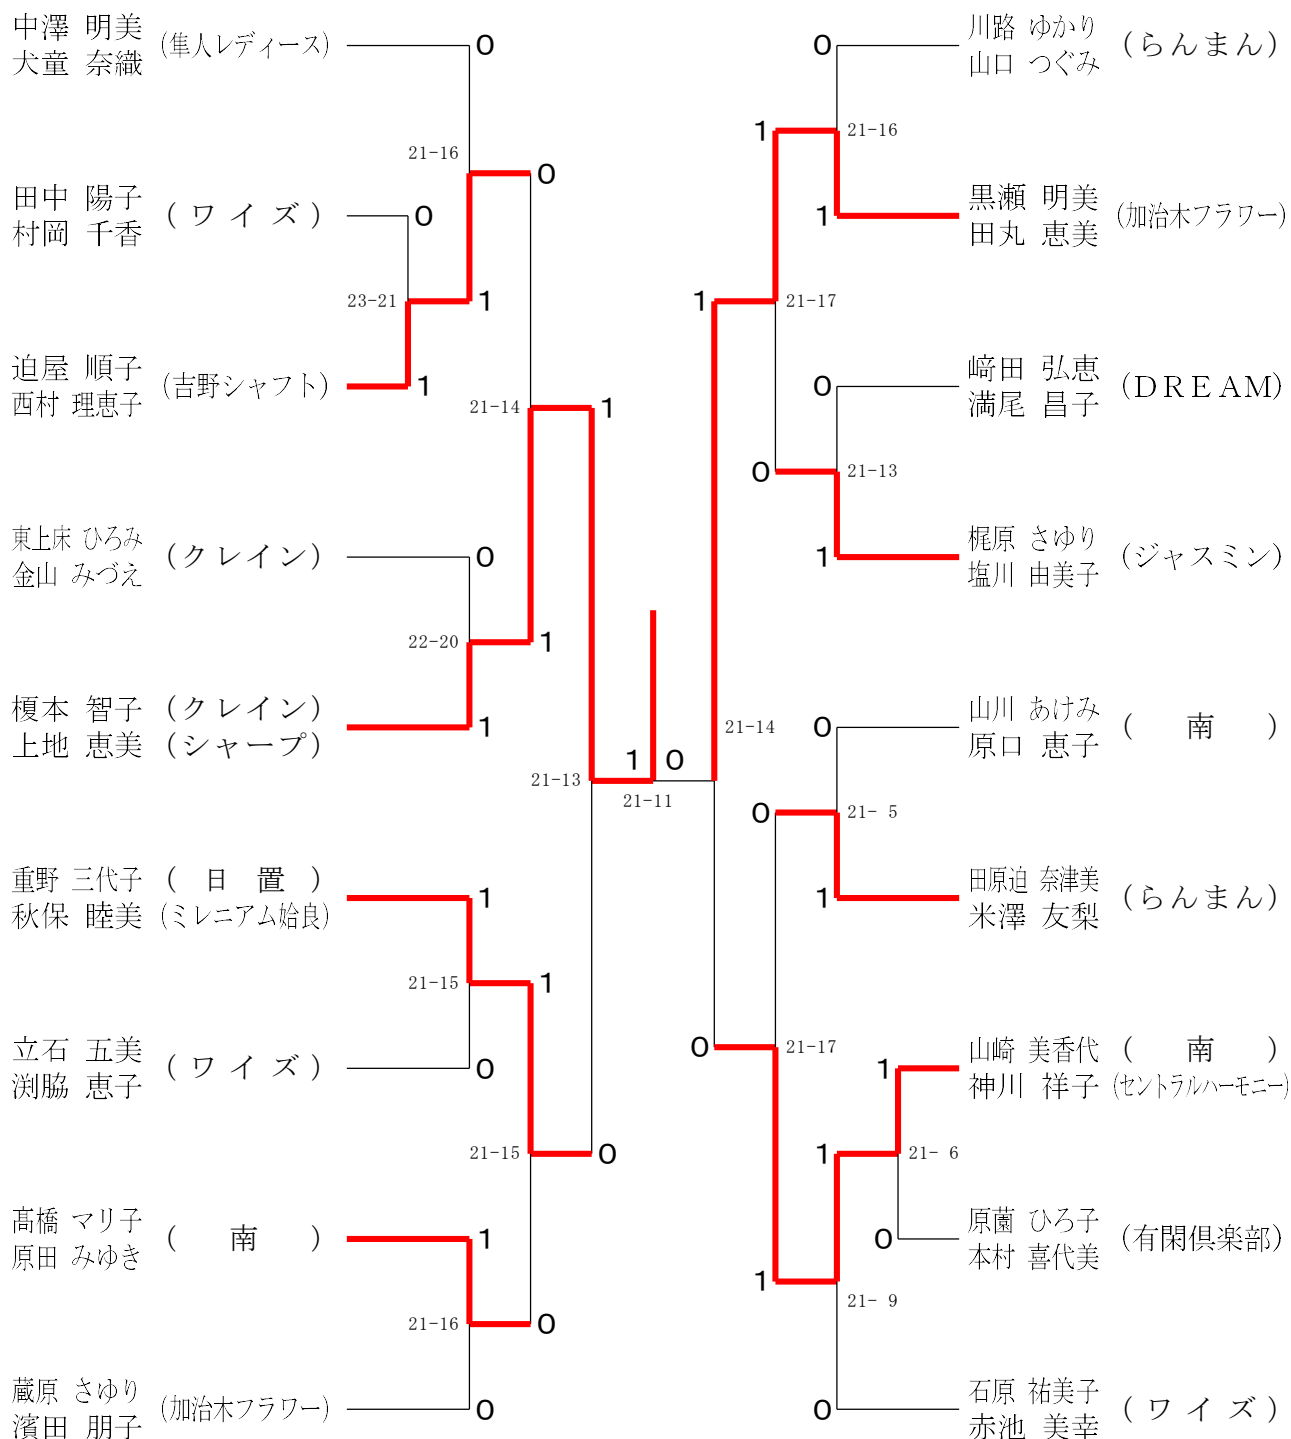 中澤 明美 (隼人レディース)
犬童 奈織
0
21-16
0
田中 陽子 ( ワ イ ズ )
村岡 千香
0
23-21
1
迫屋 順子 (吉野シャフト)
西村 理恵子
1
21-14
1
東上床 ひろみ (クレイン)
金山 みづえ
0
22-20
1
榎本 智子 (クレイン)
上地 恵美 (シャープ)
1
21-13
1 0
21-11
重野 三代子 ( 日 置 )
秋保 睦美 (ミレニアム姶良)
1
21-15
1
立石 五美 ( ワ イ ズ )
渕脇 恵子
0
21-15
0
髙橋 マリ子 ( 南 )
原田 みゆき
1
21-16
0
蔵原 さゆり (加治木フラワー)
濱田 朋子
0
川路 ゆかり (らんまん)
山口 つぐみ
0
1
21-16
黒瀬 明美 (加治木フラワー)
田丸 恵美
1
1
21-17
﨑田 弘恵 (DREAM)
満尾 昌子
0
0
21-13
梶原 さゆり (ジャスミン)
塩川 由美子
1
21-14
山川 あけみ ( 南 )
原口 恵子
0
0
21- 5
田原迫 奈津美 (らんまん)
米澤 友梨
1
0
21-17
山崎 美香代 ( 南 )
神川 祥子 (セントラルハーモニー)
1
1
21- 6
原薗 ひろ子 (有閑倶楽部)
本村 喜代美
0
1
21- 9
石原 祐美子 ( ワ イ ズ )
赤池 美幸
0